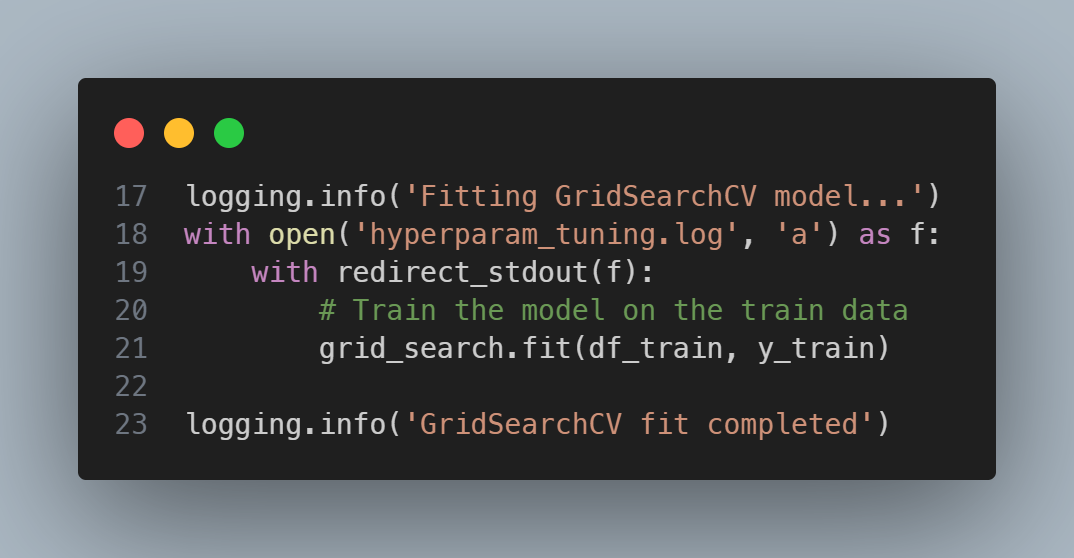 17 logging.info('Fitting GridSearchCV model...')
18 with open('hyperparam_tuning.log', 'a') as f:
19     with redirect_stdout(f):
20         # Train the model on the train data
21         grid_search.fit(df_train, y_train)
22
23 logging.info('GridSearchCV fit completed')